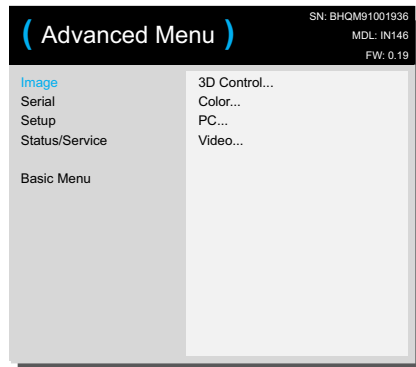 ( Advanced Menu )
SN: BHQM91001936
MDL: IN146
FW: 0.19
Image
Serial
Setup
Status/Service
Basic Menu
3D Control...
Color...
PC...
Video...